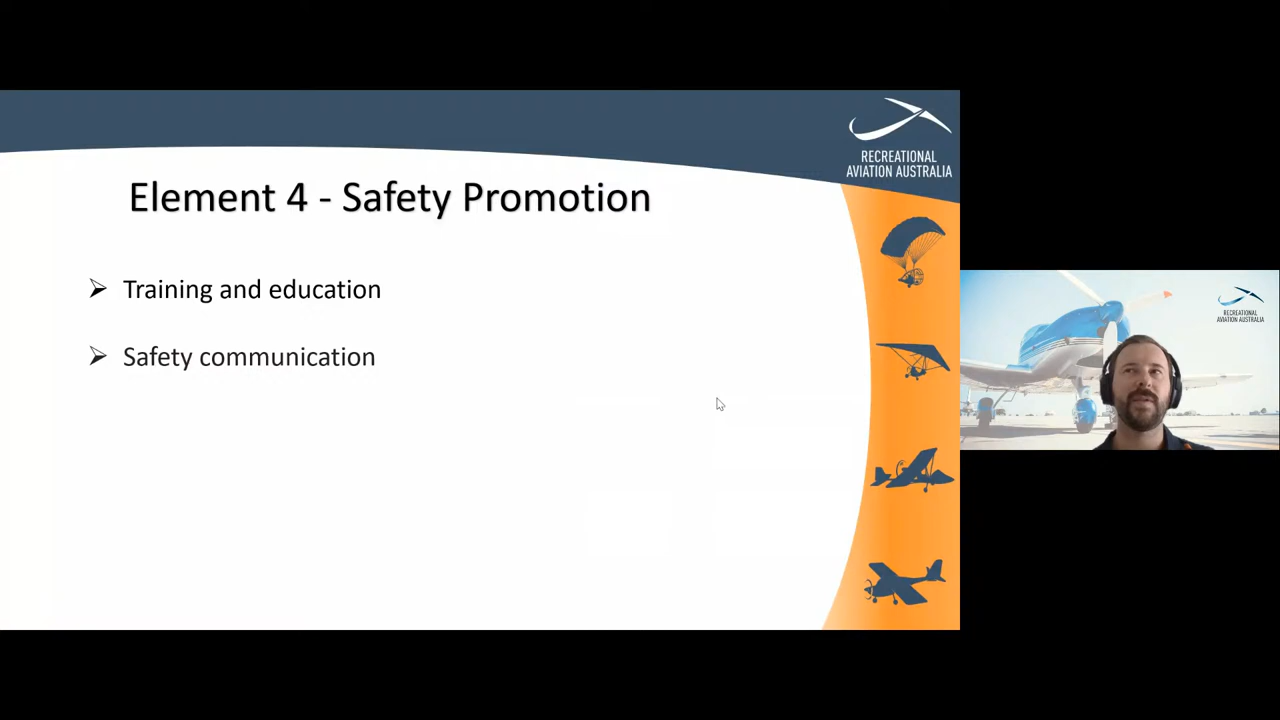 RECREATIONAL
AVIATION AUSTRALIA
Element 4 - Safety Promotion
Training and education
Safety communication
RECREATIONAL
AVIATION AUSTRALIA